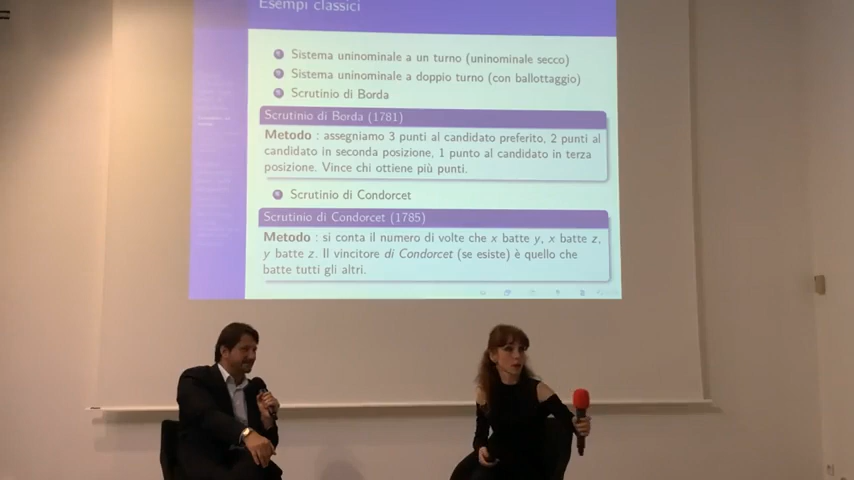 Esempi classici
Sistema uninominale a un turno (uninominale secco)
Sistema uninominale a doppio turno (con ballottaggio)
Scrutinio di Borda
Scrutinio di Borda (1781)
Metodo : assegniamo 3 punti al candidato preferito, 2 punti al
candidato in seconda posizione, 1 punto al candidato in terza
posizione. Vince chi ottiene più punti.
Scrutinio di Condorcet
Scrutinio di Condorcet (1785)
Metodo : si conta il numero di volte che x batte y, x batte z,
y batte z. Il vincitore di Condorcet (se esiste) è quello che
batte tutti gli altri.